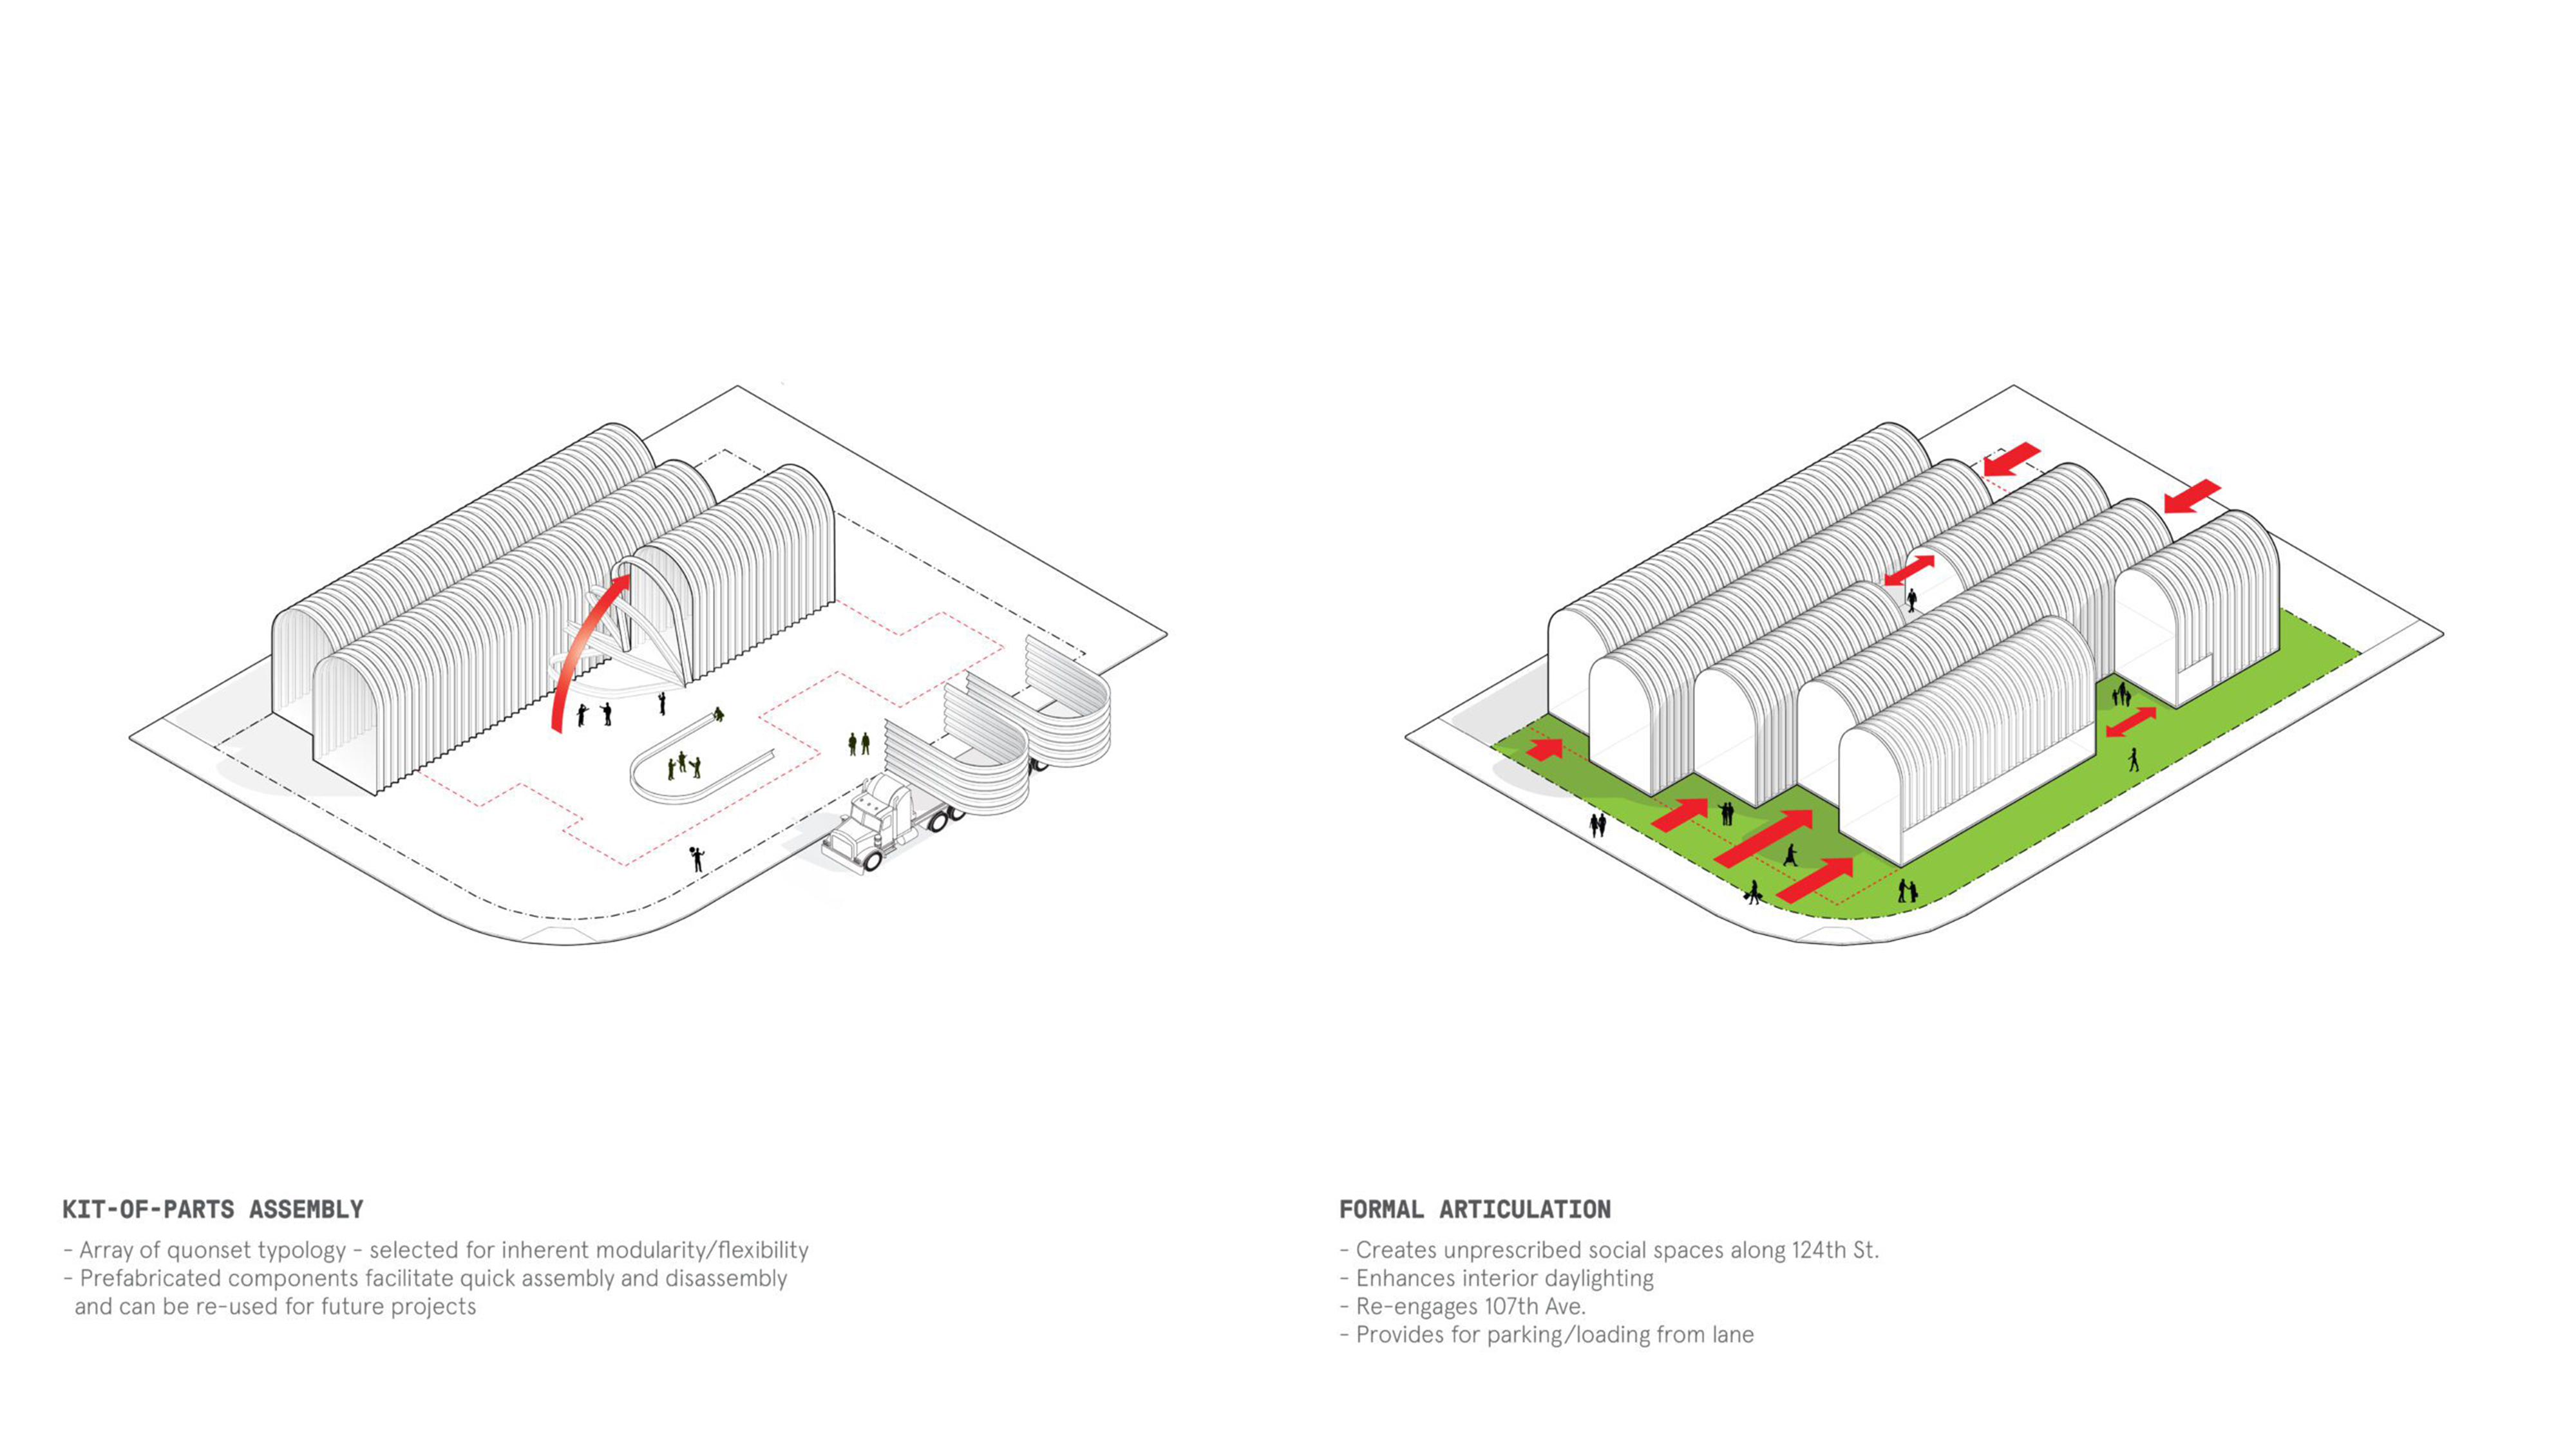 KIT-OF-PARTS ASSEMBLY
- Array of quonset typology - selected for inherent modularity/flexibility
- Prefabricated components facilitate quick assembly and disassembly
and can be re-used for future projects
FORMAL ARTICULATION
- Creates unprescribed social spaces along 124th St.
- Enhances interior daylighting
- Re-engages 107th Ave.
- Provides for parking/loading from lane